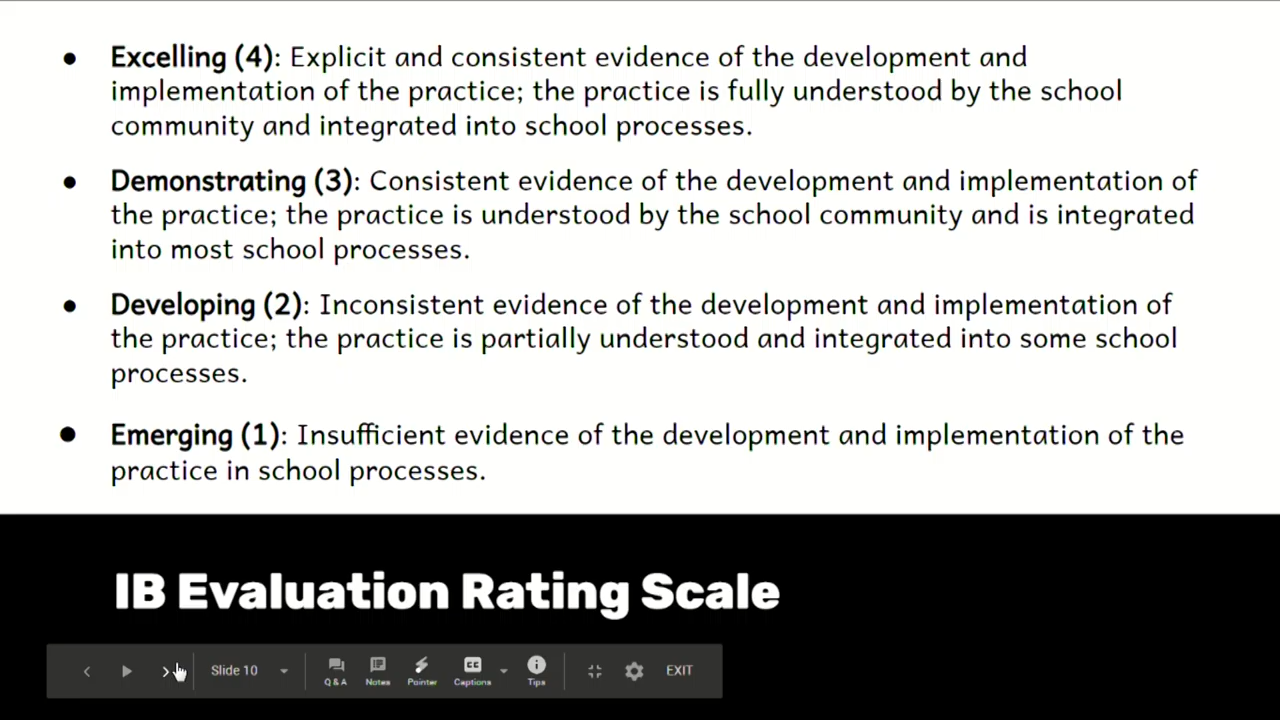 ● Excelling (4): Explicit and consistent evidence of the development and
implementation of the practice; the practice is fully understood by the school
community and integrated into school processes.
● Demonstrating (3): Consistent evidence of the development and implementation of
the practice; the practice is understood by the school community and is integrated
into most school processes.
● Developing (2): Inconsistent evidence of the development and implementation of
the practice; the practice is partially understood and integrated into some school
processes.
● Emerging (1): Insufficient evidence of the development and implementation of the
practice in school processes.
IB Evaluation Rating Scale
Slide 10 Q & A Notes Pointer CC Captions Tips EXIT